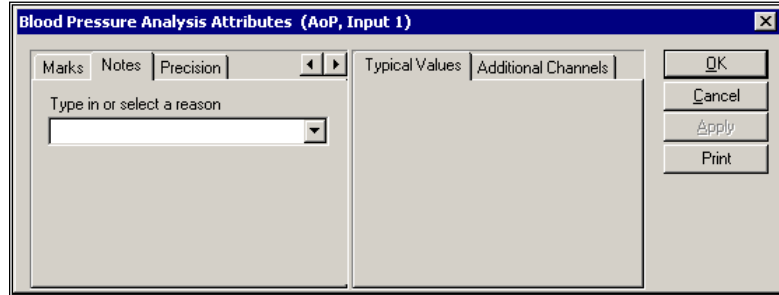 Blood Pressure Analysis Attributes (AoP, Input 1)
Marks Notes Precision
Typical Values Additional Channels
OK
Type in or select a reason
Cancel
Apply
Print